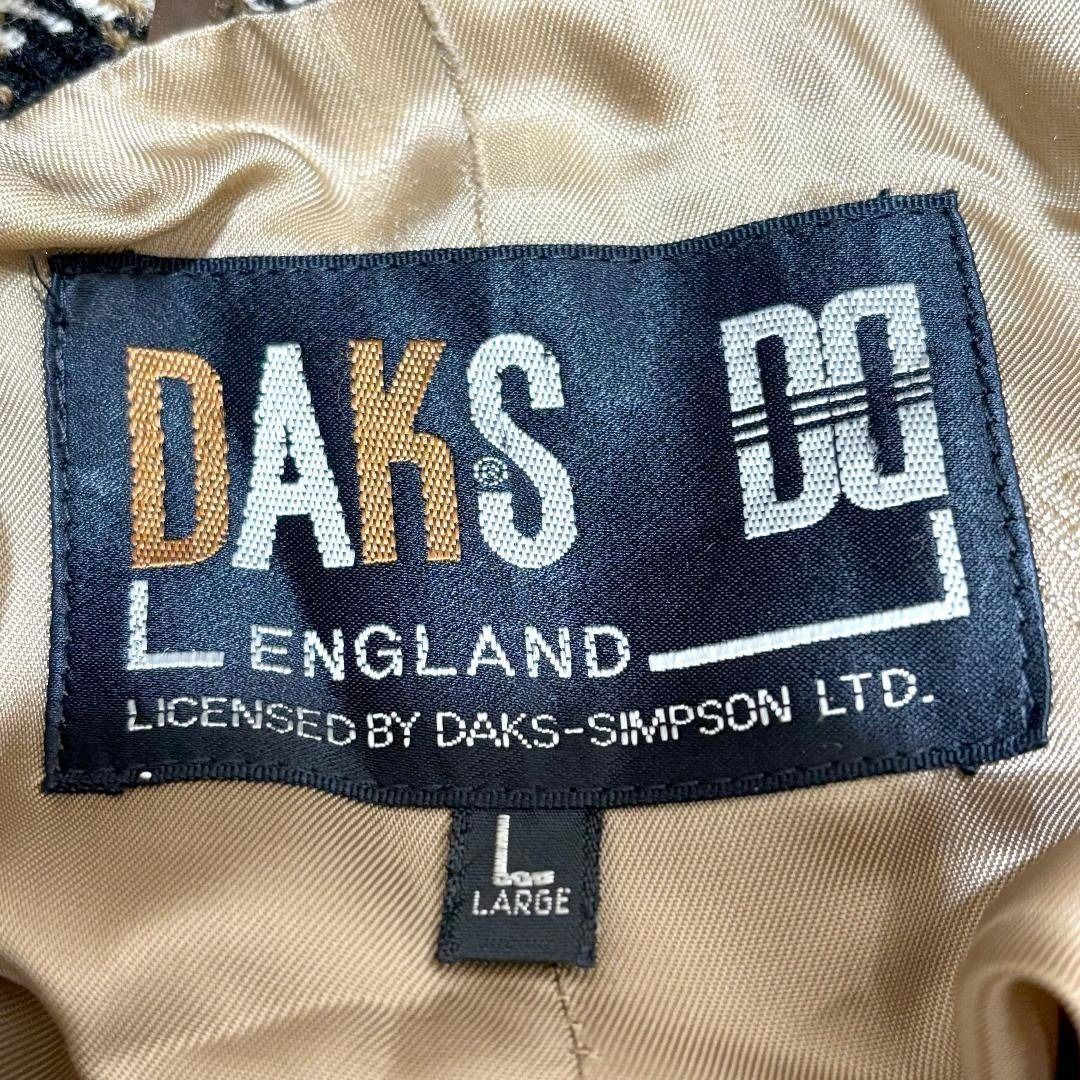 DAKS® DD
ENGLAND
LICENSED BY DAKS-SIMPSON LTD.
L
LARGE